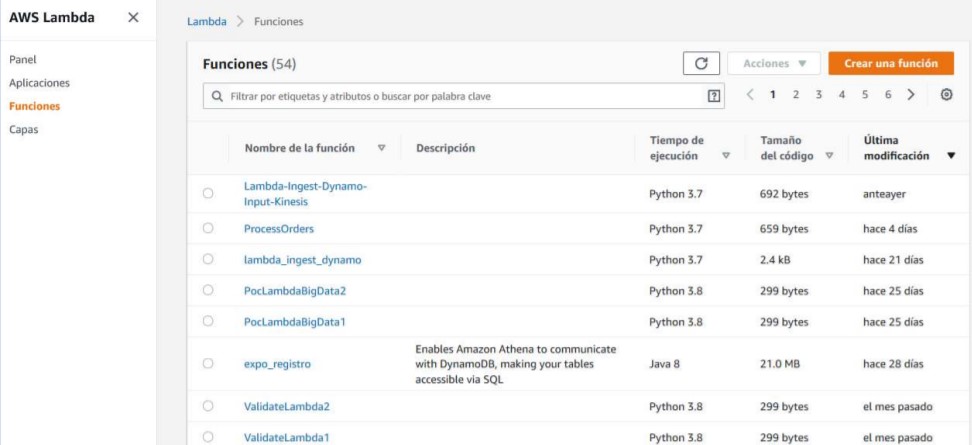 AWS Lambda
Panel
Aplicaciones
Funciones
Capas
Lambda > Funciones
Funciones (54)
Acciones
Crear una función
Filtrar por etiquetas y atributos o buscar por palabra clave
1 2 3 4 5 6
Nombre de la función
Descripción
Tiempo de
ejecución
Tamaño
del código
Última
modificación
Lambda-Ingest-Dynamo-
Input-Kinesis
Python 3.7
692 bytes
anteayer
ProcessOrders
Python 3.7
659 bytes
hace 4 días
lambda_ingest_dynamo
Python 3.7
2.4 kB
hace 21 días
PocLambdaBigData2
Python 3.8
299 bytes
hace 25 días
PocLambdaBigData1
Python 3.8
299 bytes
hace 25 días
expo_registro
Enables Amazon Athena to communicate
with DynamoDB, making your tables
accessible via SQL
Java 8
21.0 MB
hace 28 días
ValidateLambda2
Python 3.8
299 bytes
el mes pasado
ValidateLambda1
Python 3.8
299 bytes
el mes pasado